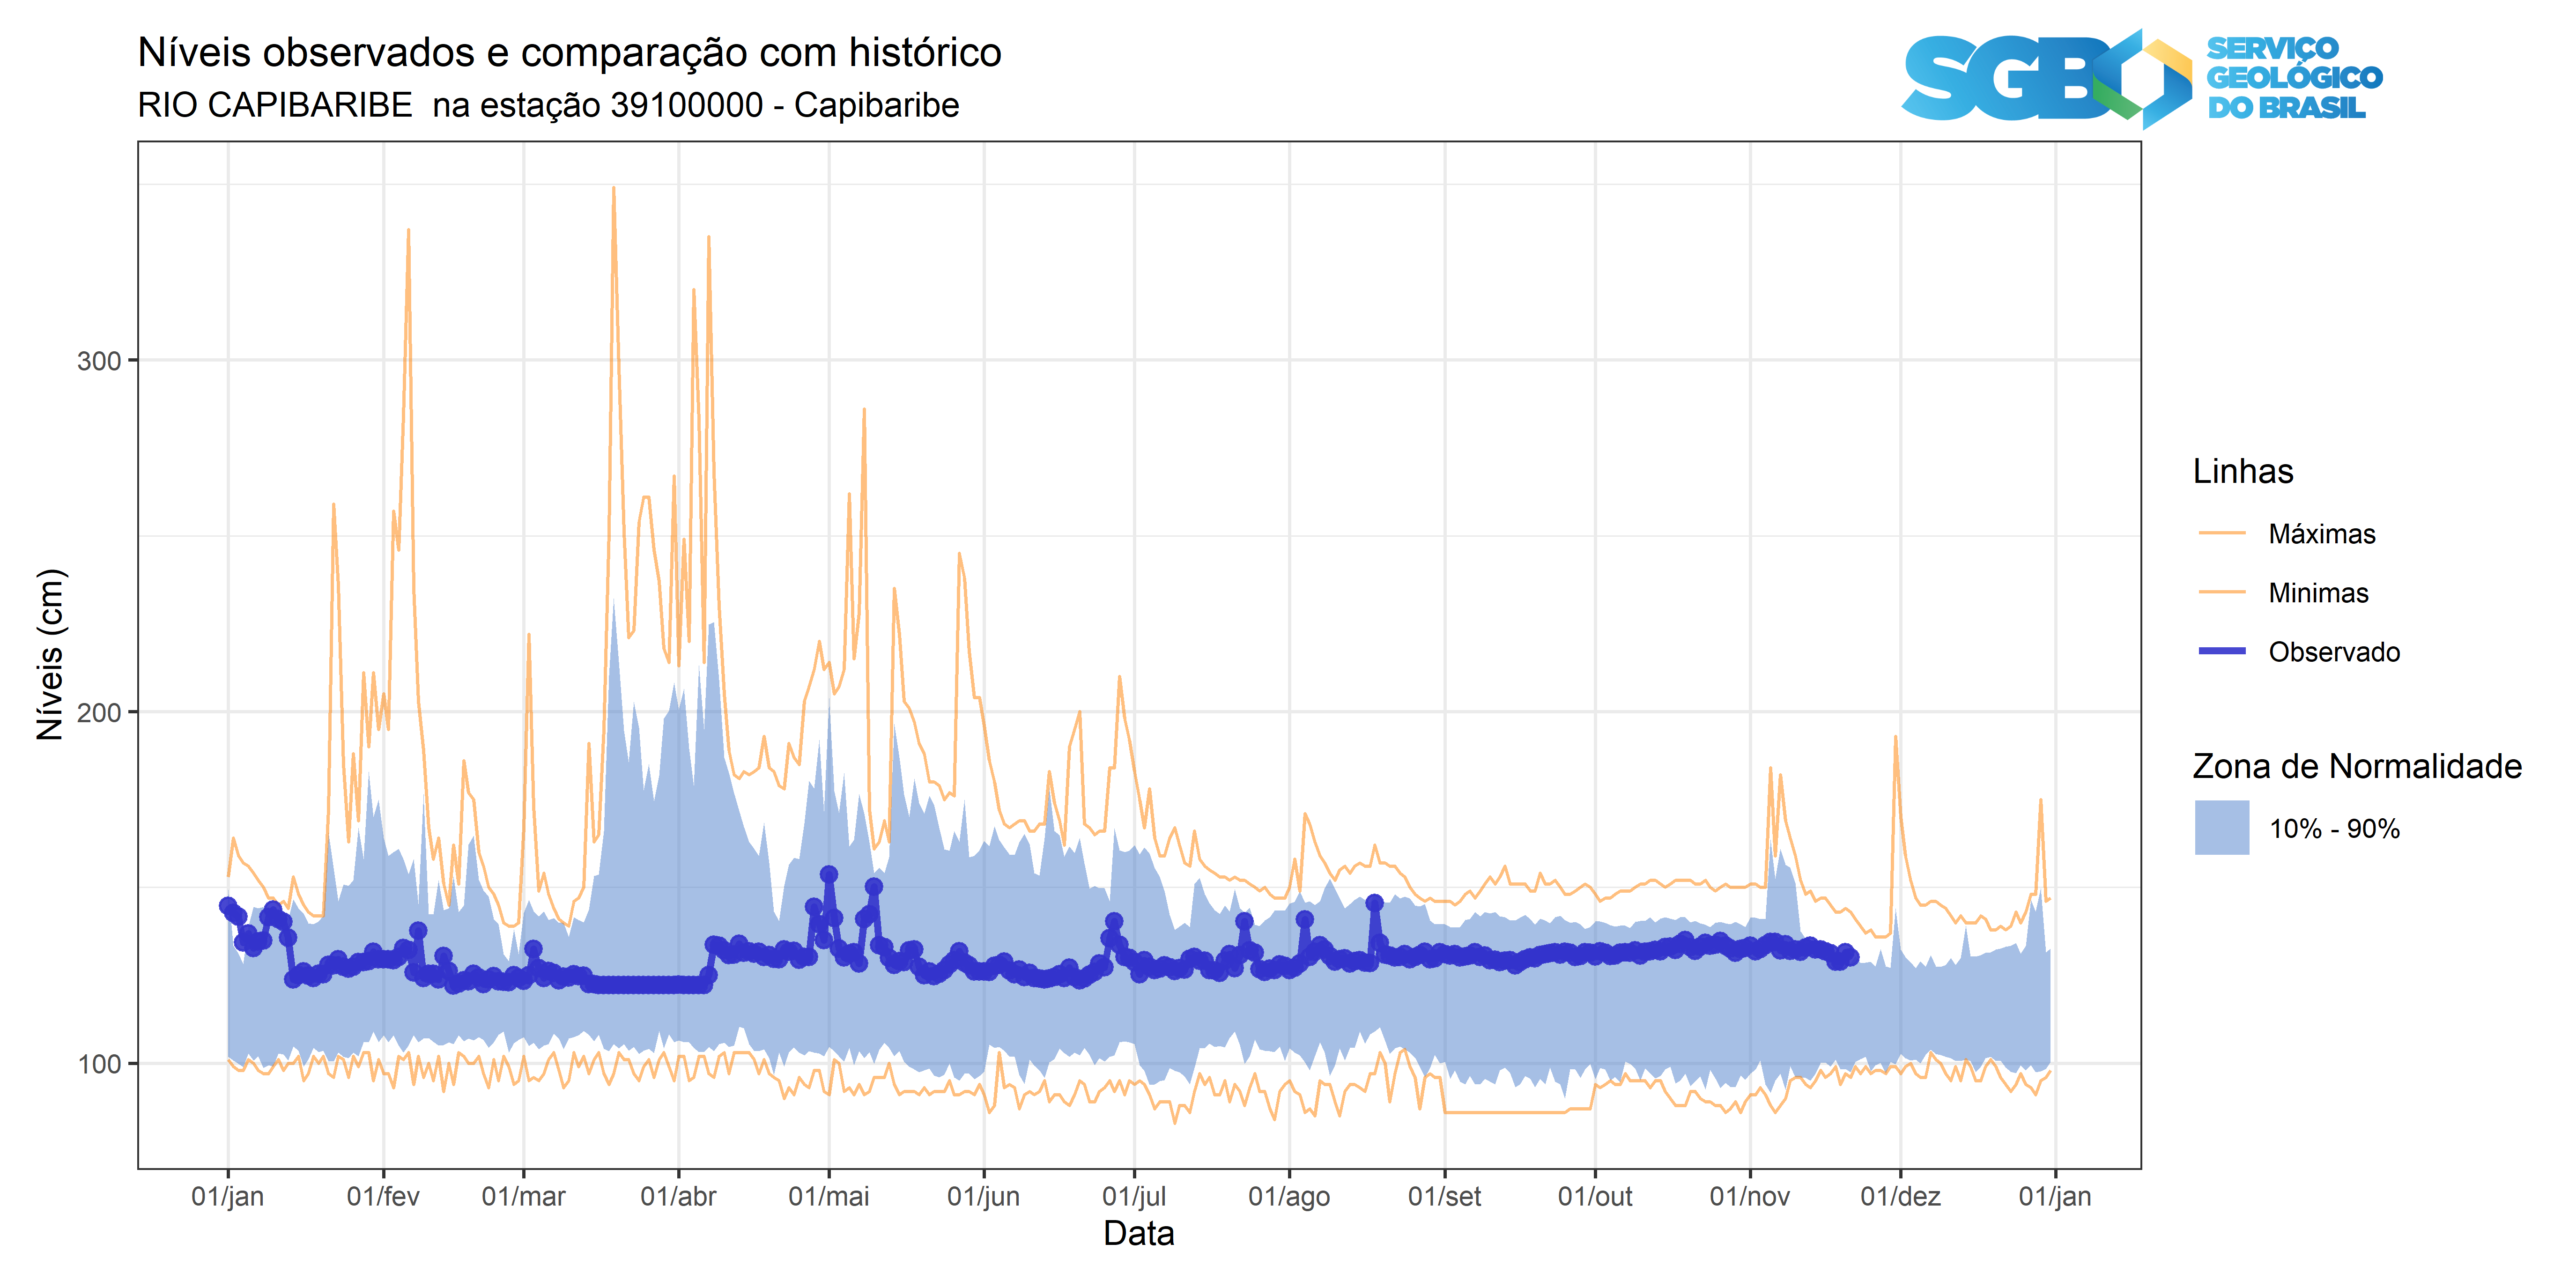 Níveis observados e comparação com histórico
RIO CAPIBARIBE  na estação 39100000 - Capibaribe
SGB
SERVIÇO
GEOLÓGICO
DO BRASIL
Níveis (cm)
300
200
100
01/jan
01/fev
01/mar
01/abr
01/mai
01/jun
01/jul
01/ago
01/set
01/out
01/nov
01/dez
01/jan
Data
Linhas
Máximas
Minimas
Observado
Zona de Normalidade
10% - 90%